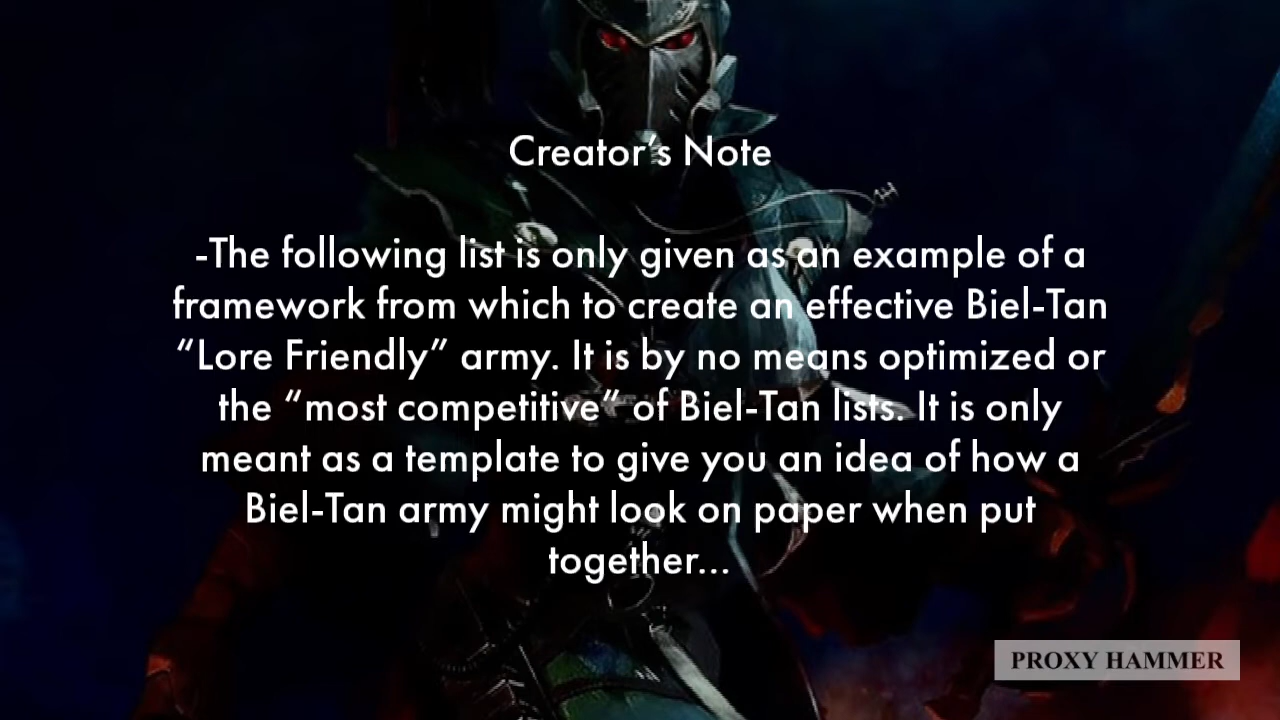 Creator’s Note
-The following list is only given as an example of a
framework from which to create an effective Biel-Tan
“Lore Friendly” army. It is by no means optimized or
the “most competitive” of Biel-Tan lists. It is only
meant as a template to give you an idea of how a
Biel-Tan army might look on paper when put
together...
PROXY HAMMER